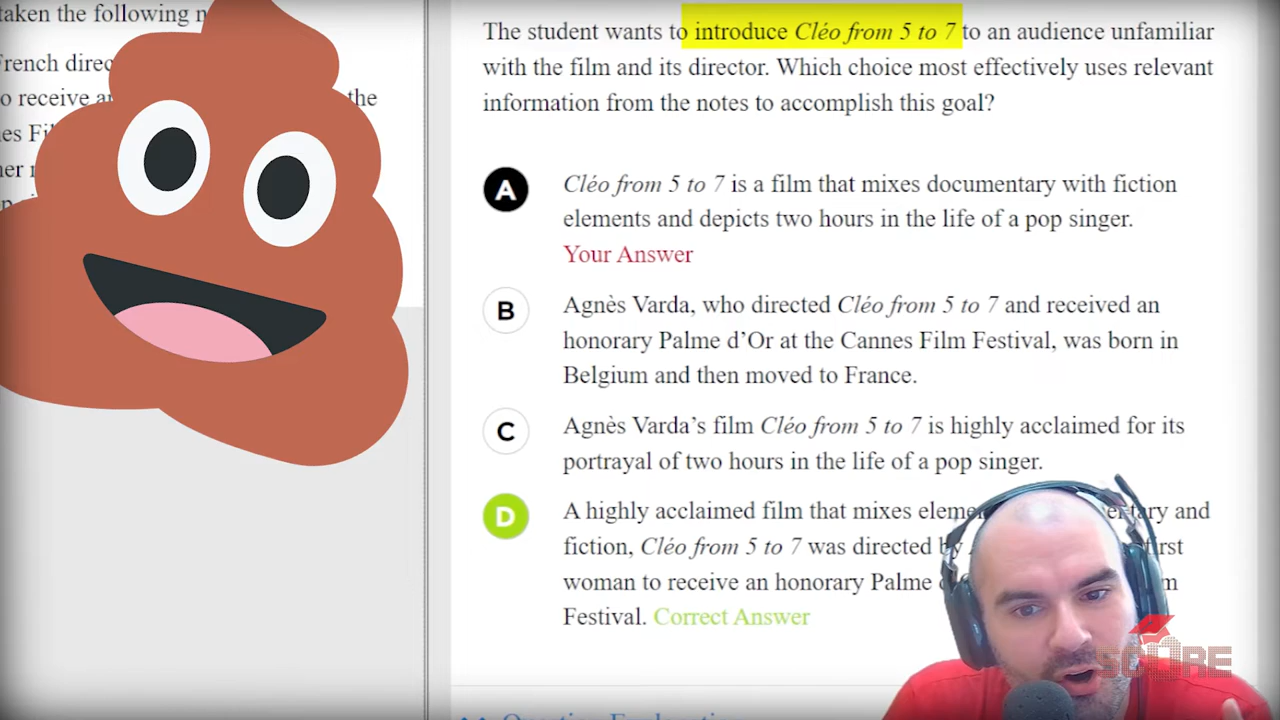 taken the following n
French direc
to receive a the
es Fi
her
The student wants to introduce Cléo from 5 to 7 to an audience unfamiliar
with the film and its director. Which choice most effectively uses relevant
information from the notes to accomplish this goal?
A
Cléo from 5 to 7 is a film that mixes documentary with fiction
elements and depicts two hours in the life of a pop singer.
Your Answer
B
Agnès Varda, who directed Cléo from 5 to 7 and received an
honorary Palme d’Or at the Cannes Film Festival, was born in
Belgium and then moved to France.
C
Agnès Varda’s film Cléo from 5 to 7 is highly acclaimed for its
portrayal of two hours in the life of a pop singer.
D
A highly acclaimed film that mixes eleme and
fiction, Cléo from 5 to 7 was directed by first
woman to receive an honorary Palme
Festival. Correct Answer